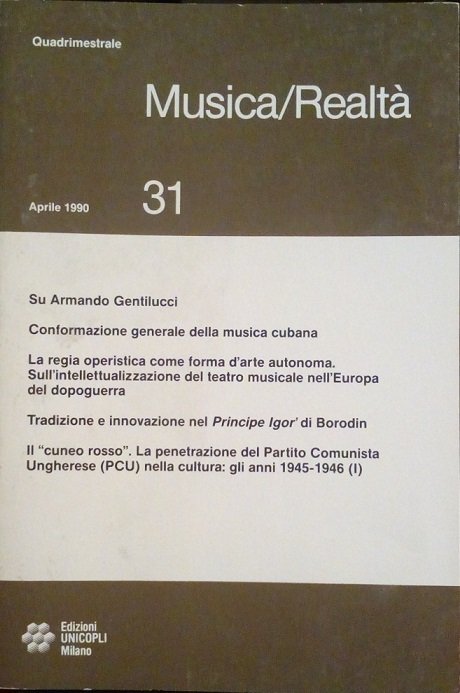 Quadrimestrale
Musica/Realtà
Aprile 1990
31
Su Armando Gentilucci
Conformazione generale della musica cubana
La regia operistica come forma d'arte autonoma.
Sull'intellettualizzazione del teatro musicale nell'Europa
del dopoguerra
Tradizione e innovazione nel Principe Igor' di Borodin
Il “cuneo rosso”. La penetrazione del Partito Comunista
Ungherese (PCU) nella cultura: gli anni 1945-1946 (I)
Edizioni
UNICOPLI
Milano